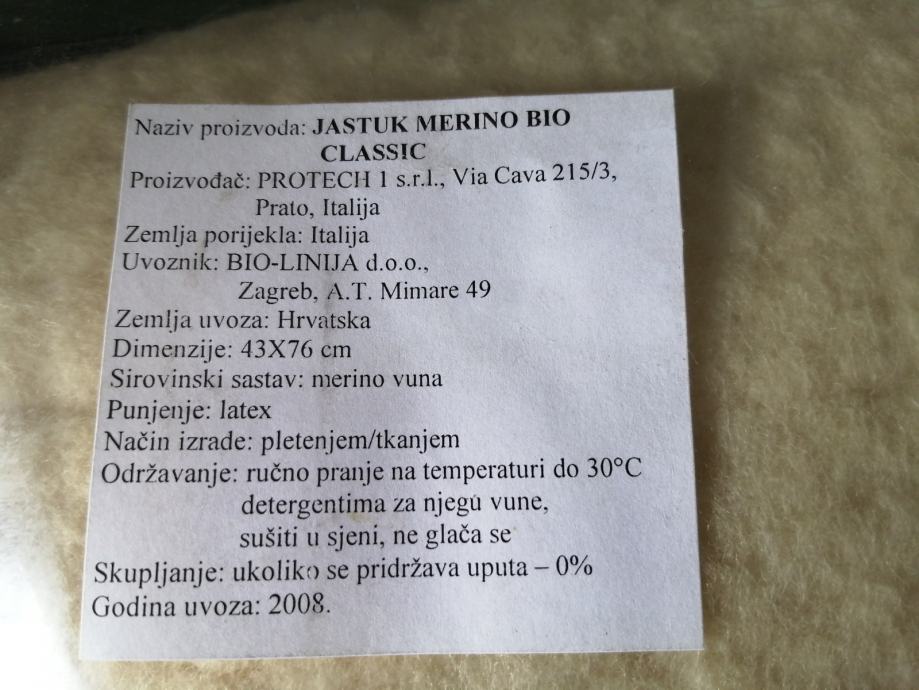 Naziv proizvoda: JASTUK MERINO BIO
CLASSIC
Proizvođač: PROTECH 1 s.r.l., Via Cava 215/3,
Prato, Italija
Zemlja porijekla: Italija
Uvoznik: BIO-LINIJA d.o.o.,
Zagreb, A.T. Mimare 49
Zemlja uvoza: Hrvatska
Dimenzije: 43X76 cm
Sirovinski sastav: merino vuna
Punjenje: latex
Način izrade: pletenjem/tkanjem
Održavanje: ručno pranje na temperaturi do 30°C
detergentima za njegu vune,
sušiti u sjeni, ne glača se
Skupljanje: ukoliko se pridržava uputa – 0%
Godina uvoza: 2008.